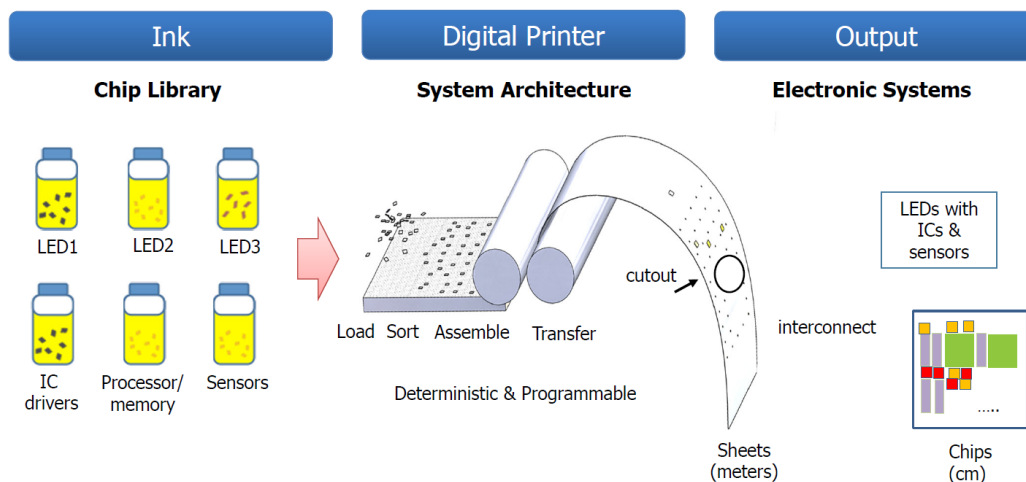 Ink
Digital Printer
Output
Chip Library
System Architecture
Electronic Systems
LED1
LED2
LED3
IC
drivers
Processor/
memory
Sensors
Load
Sort
Assemble
Transfer
Deterministic & Programmable
cutout
Sheets
(meters)
interconnect
LEDs with
ICs &
sensors
.....
Chips
(cm)